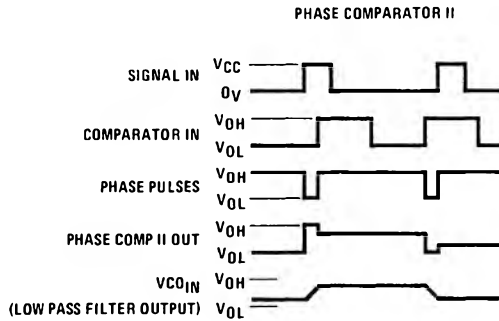 PHASE COMPARATOR II
SIGNAL IN
VCC
0V
COMPARATOR IN
VOH
VOL
PHASE PULSES
VOH
VOL
PHASE COMP II OUT
VOH
VOL
VCOIN
(LOW PASS FILTER OUTPUT)
VOH
VOL